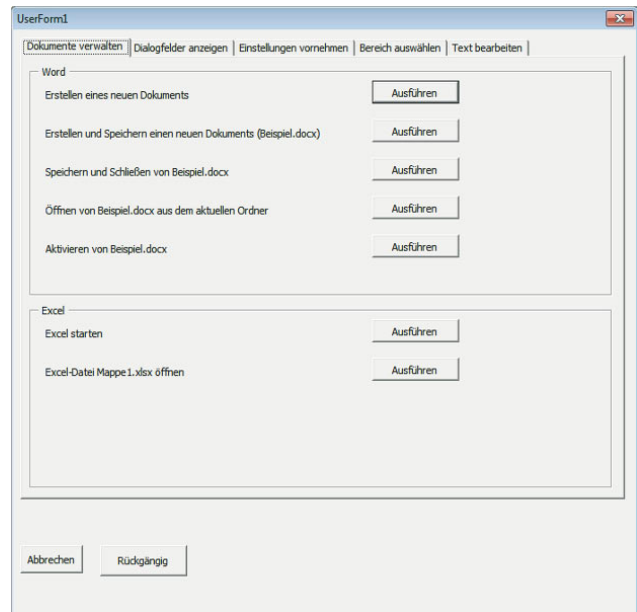 UserForm1
Dokumente verwalten | Dialogfelder anzeigen | Einstellungen vornehmen | Bereich auswählen | Text bearbeiten |
Word
Erstellen eines neuen Dokuments Ausführen
Erstellen und Speichern einen neuen Dokuments (Beispiel.docx) Ausführen
Speichern und Schließen von Beispiel.docx Ausführen
Öffnen von Beispiel.docx aus dem aktuellen Ordner Ausführen
Aktivieren von Beispiel.docx Ausführen
Excel
Excel starten Ausführen
Excel-Datei Mappe1.xlsx öffnen Ausführen
Abbrechen Rückgängig